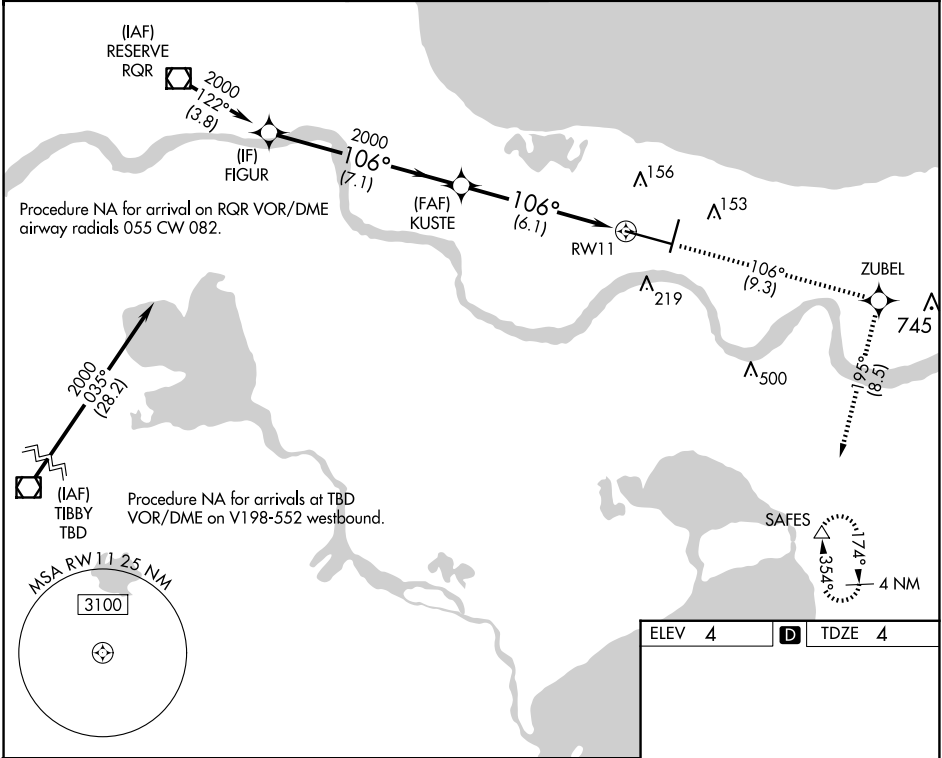 (IAF)
RESERVE
RQR
2000
122°
(3.8)
(IF)
FIGUR
2000
106°
(7.1)
(FAF)
KUSTE
106°
(6.1)
RW11
156
153
219
106°
(9.3)
ZUBEL
745
500
195°
(8.5)
Procedure NA for arrival on RQR VOR/DME
airway radials 055 CW 082.
2000
035°
(28.2)
(IAF)
TIBBY
TBD
Procedure NA for arrivals at TBD
VOR/DME on V198-552 westbound.
SAFES
174°
354°
4 NM
MSA RW11 25 NM
3100
ELEV 4
D TDZE 4